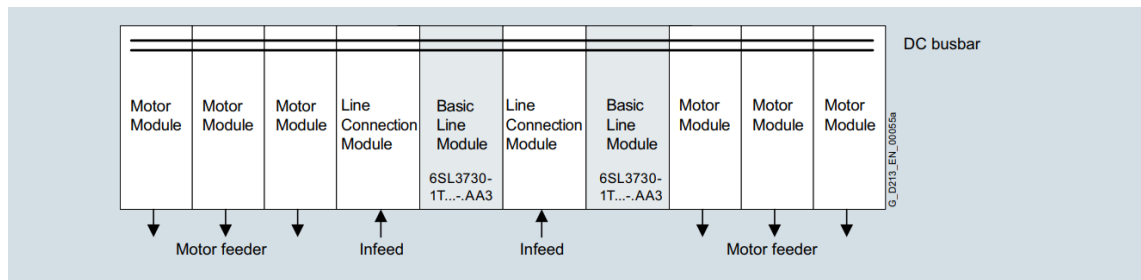 DC busbar
Motor
Module
Motor
Module
Motor
Module
Line
Connection
Module
Basic
Line
Module
6SL3730-
1T...-.AA3
Line
Connection
Module
Basic
Line
Module
6SL3730-
1T...-.AA3
Motor
Module
Motor
Module
Motor
Module
G_D213_EN_00055a
Motor feeder
Infeed
Infeed
Motor feeder